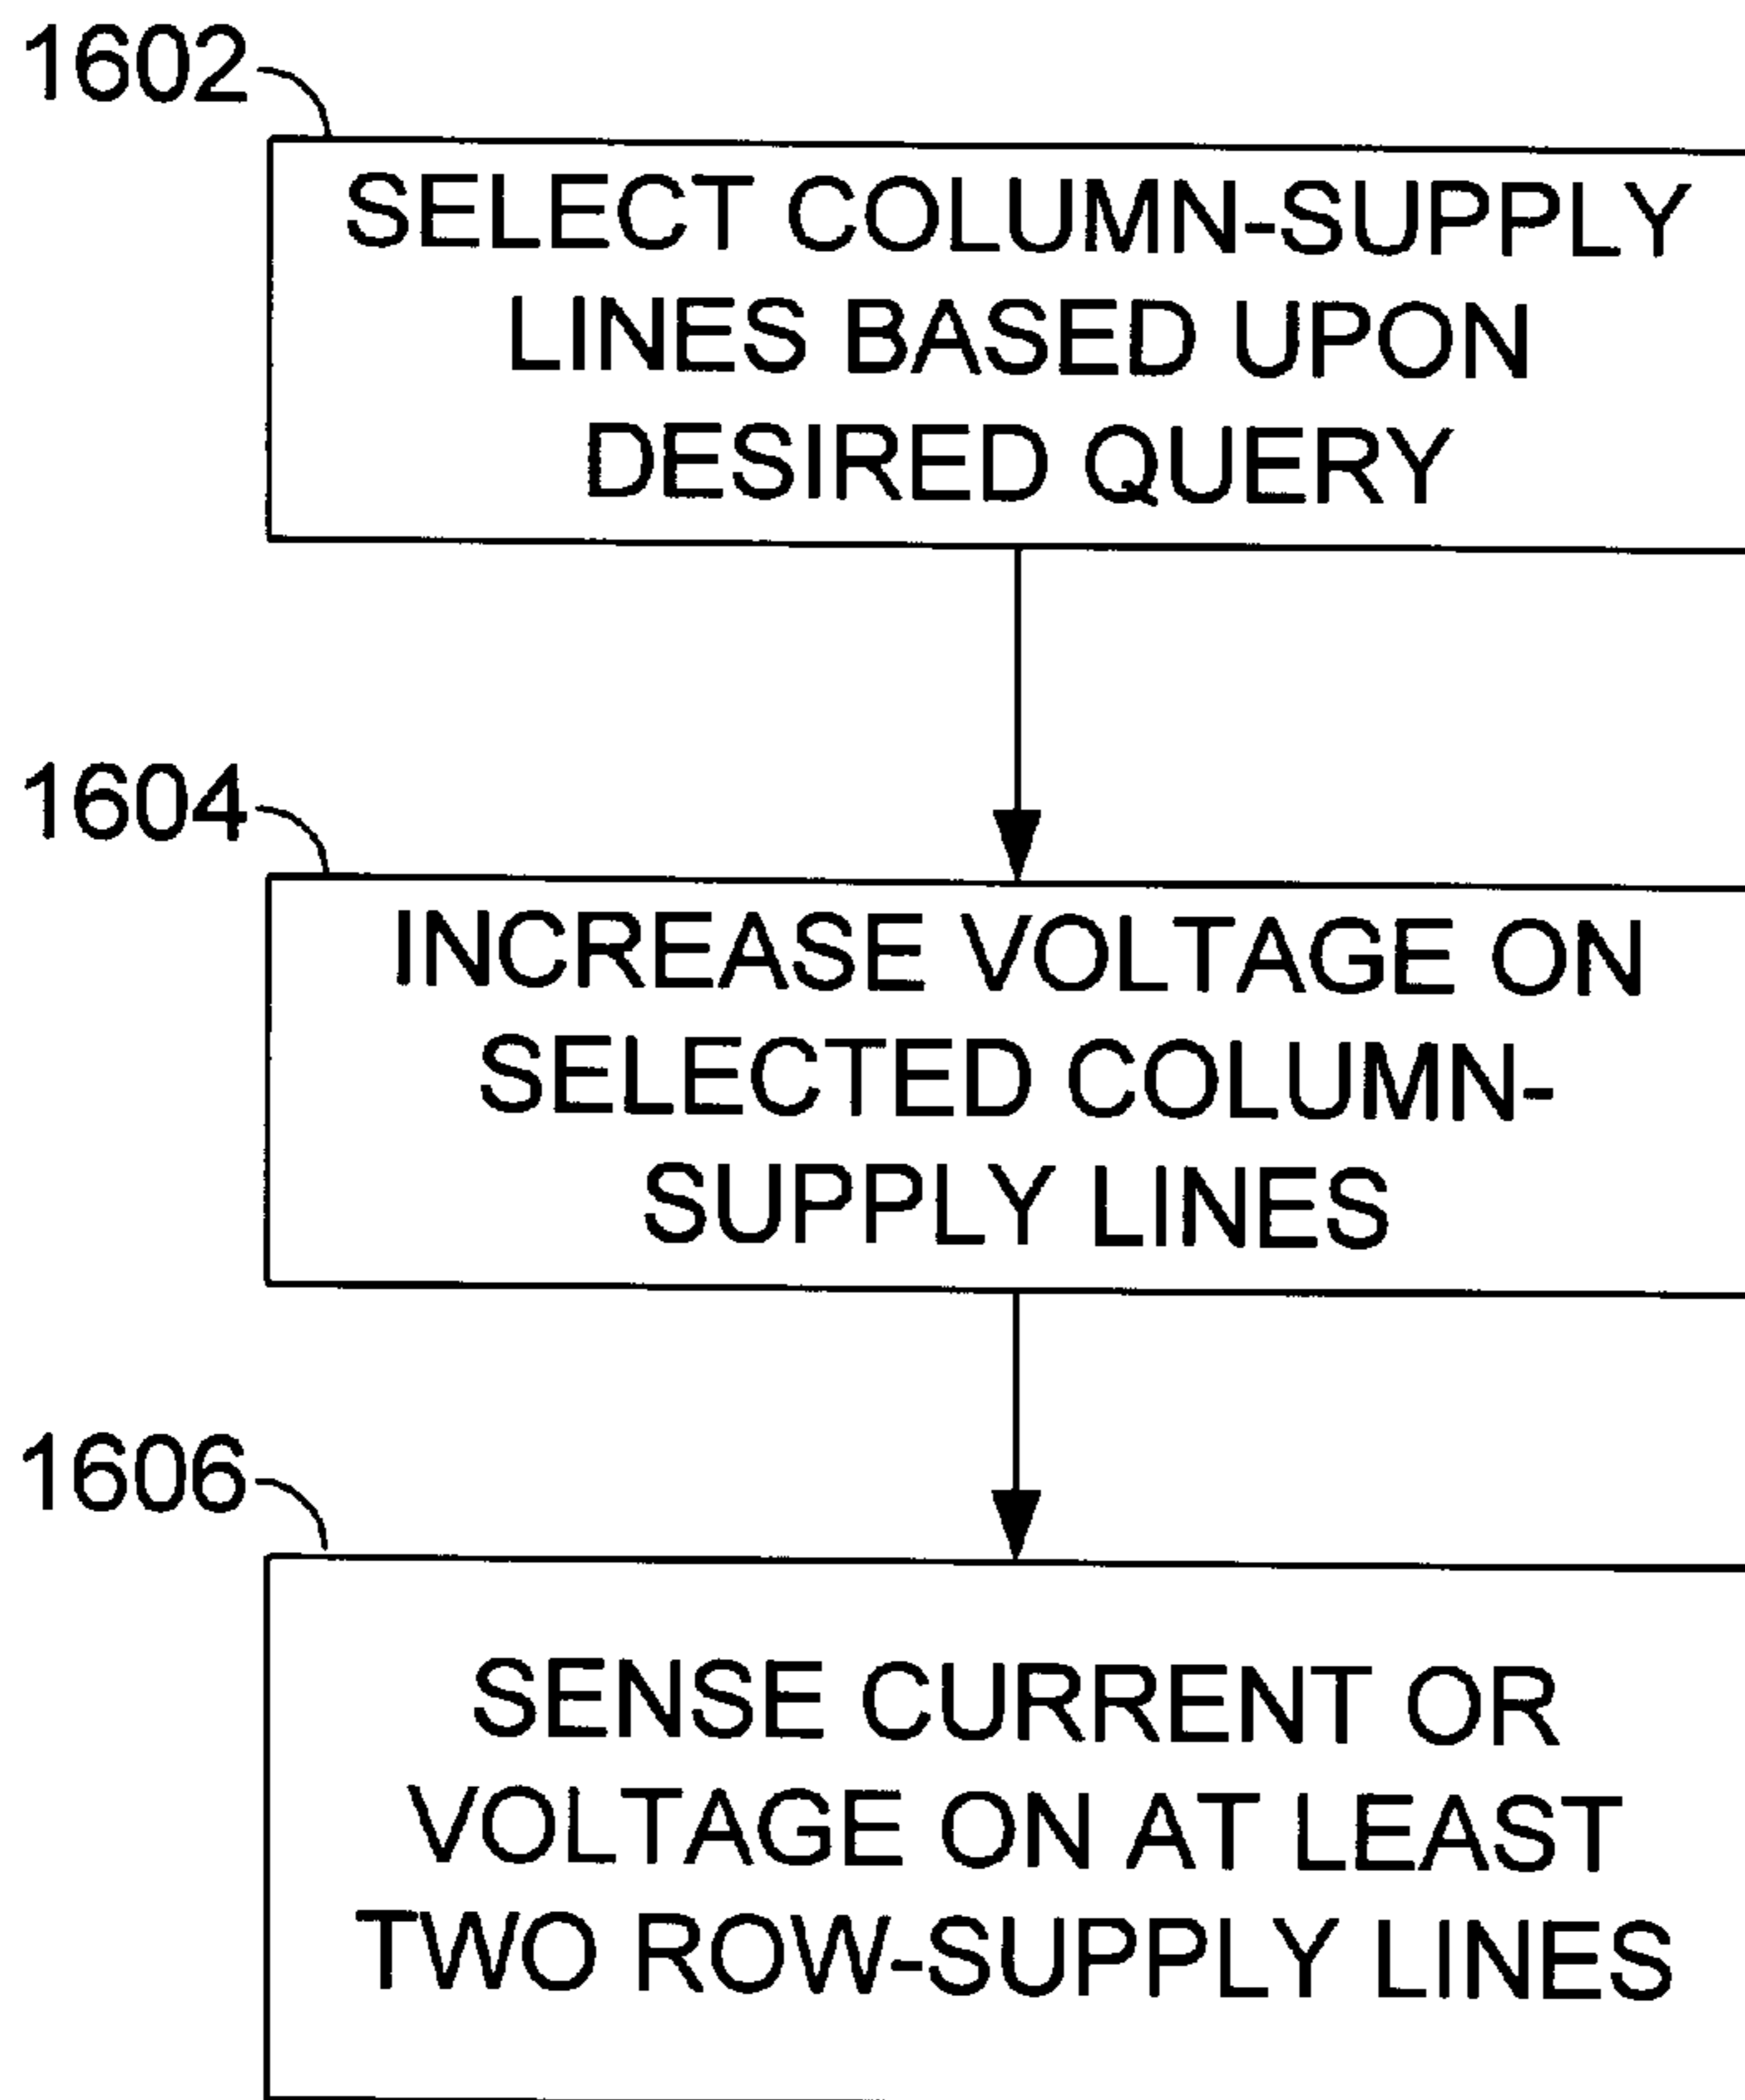 1602
SELECT COLUMN-SUPPLY
LINES BASED UPON
DESIRED QUERY
1604
INCREASE VOLTAGE ON
SELECTED COLUMN-
SUPPLY LINES
1606
SENSE CURRENT OR
VOLTAGE ON AT LEAST
TWO ROW-SUPPLY LINES